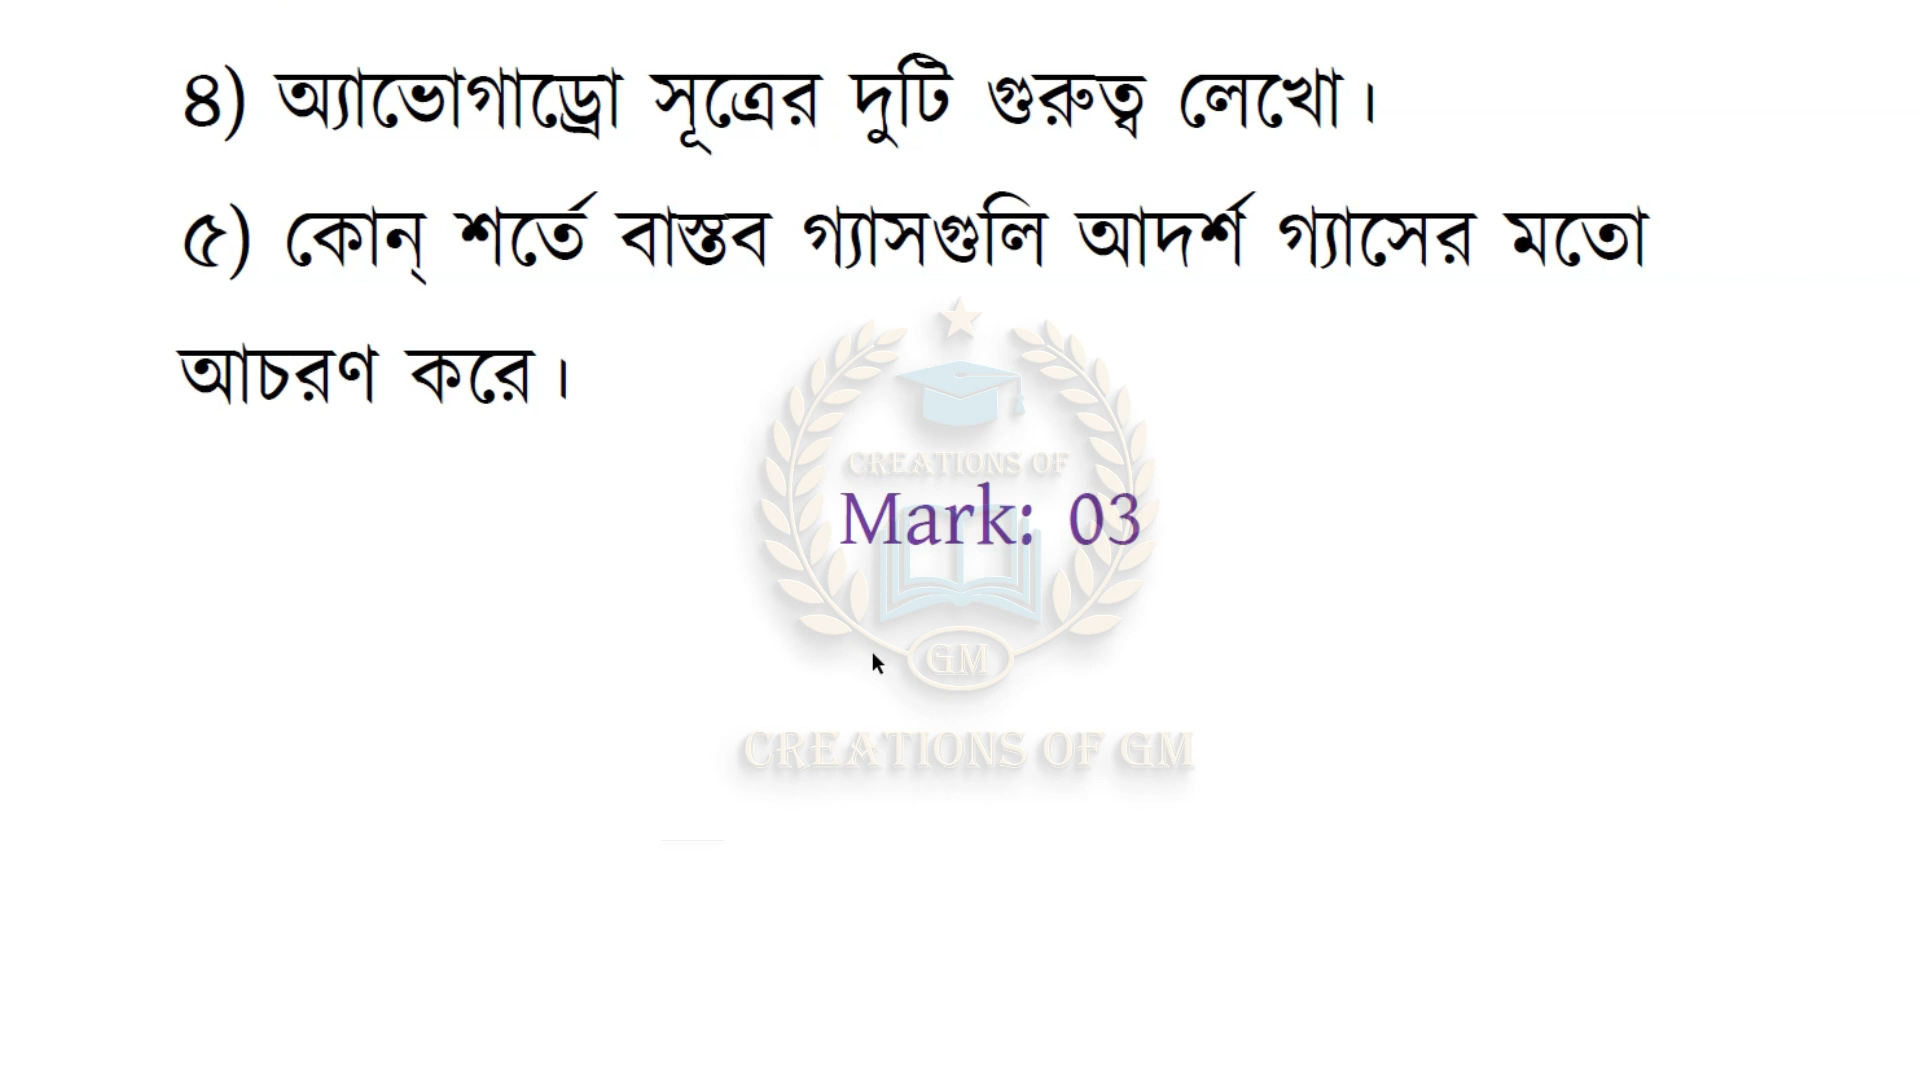 ৪) অ্যাভোগাড্রো সূত্রের দুটি গুরুত্ব লেখো।
৫) কোন্ শর্তে বাস্তব গ্যাসগুলি আদর্শ গ্যাসের মতো
আচরণ করে।
CREATIONS OF
Mark: 03
GM
CREATIONS OF GM